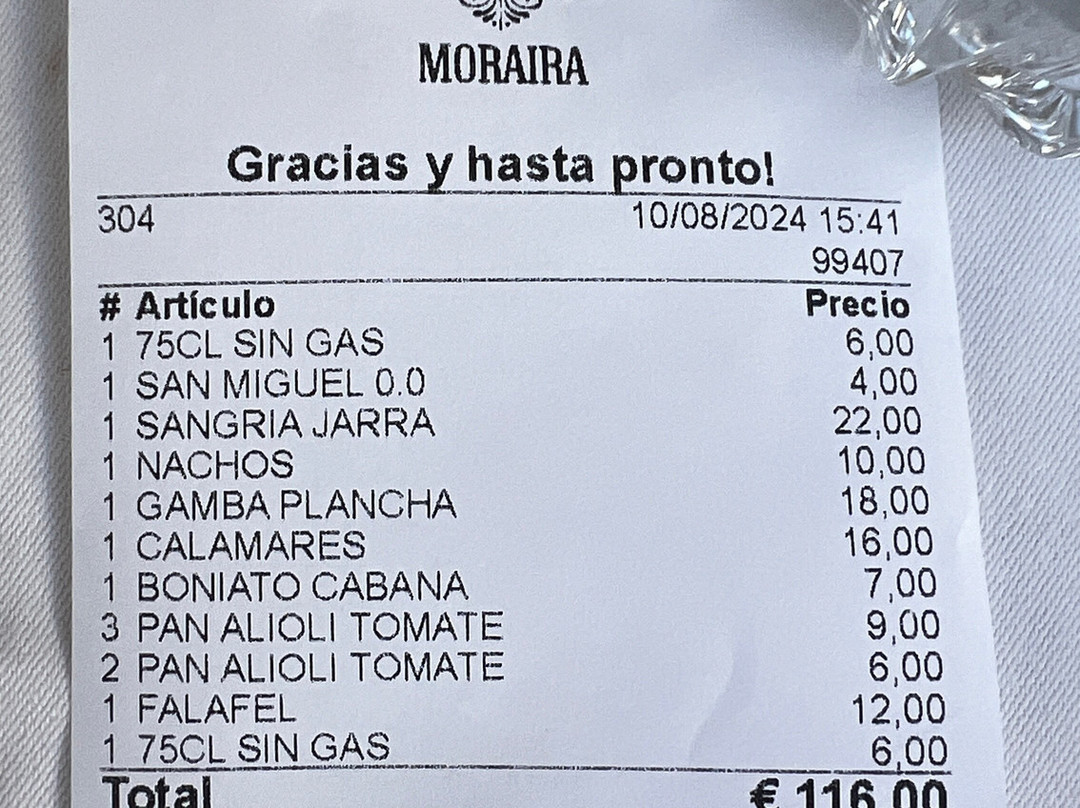 MORAIRA
Gracias y hasta pronto!
304 10/08/2024 15:41
99407
# Artículo Precio
1 75CL SIN GAS 6,00
1 SAN MIGUEL 0.0 4,00
1 SANGRIA JARRA 22,00
1 NACHOS 10,00
1 GAMBA PLANCHA 18,00
1 CALAMARES 16,00
1 BONIATO CABANA 7,00
3 PAN ALIOLI TOMATE 9,00
2 PAN ALIOLI TOMATE 6,00
1 FALAFEL 12,00
1 75CL SIN GAS 6,00
Total € 116,00